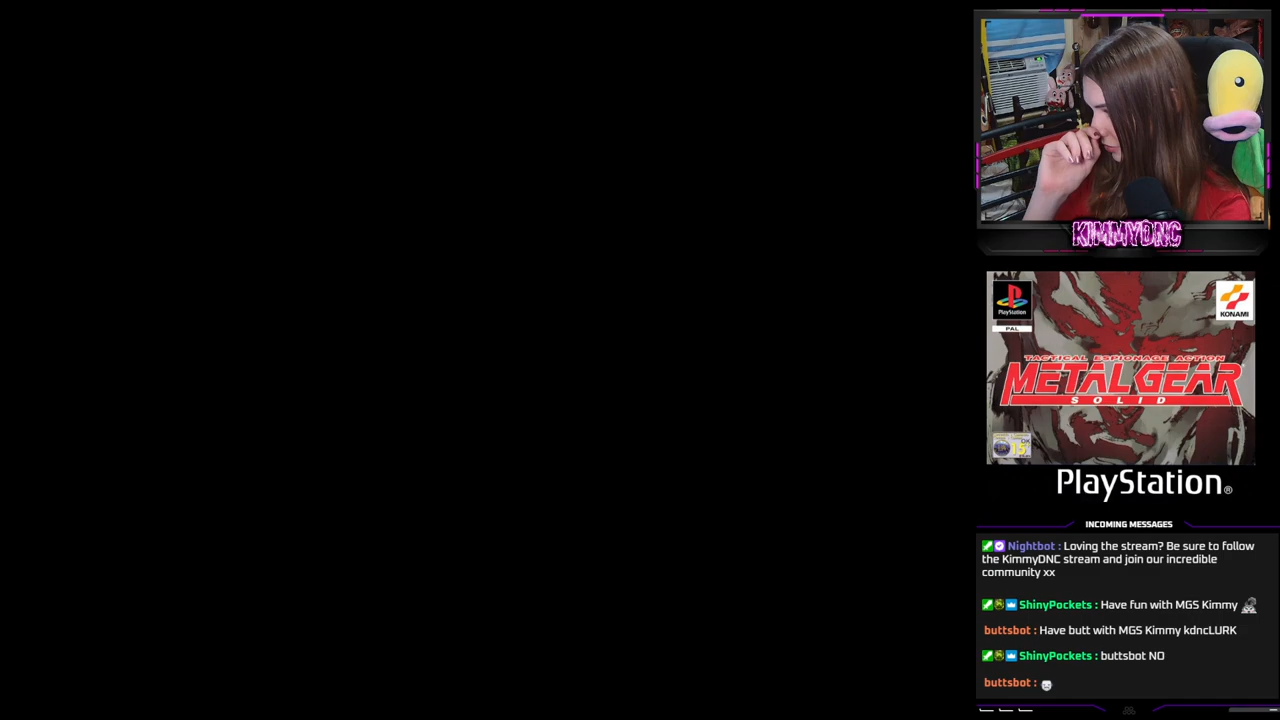 KIMMYDNC
PlayStation
PAL
KONAMI
TACTICAL ESPIONAGE ACTION
METAL GEAR
SOLID
15
PlayStation®
INCOMING MESSAGES
Nightbot : Loving the stream? Be sure to follow
the KimmyDNC stream and join our incredible
community xx
ShinyPockets : Have fun with MGS Kimmy
buttsbot : Have butt with MGS Kimmy kdncLURK
ShinyPockets : buttsbot NO
buttsbot :